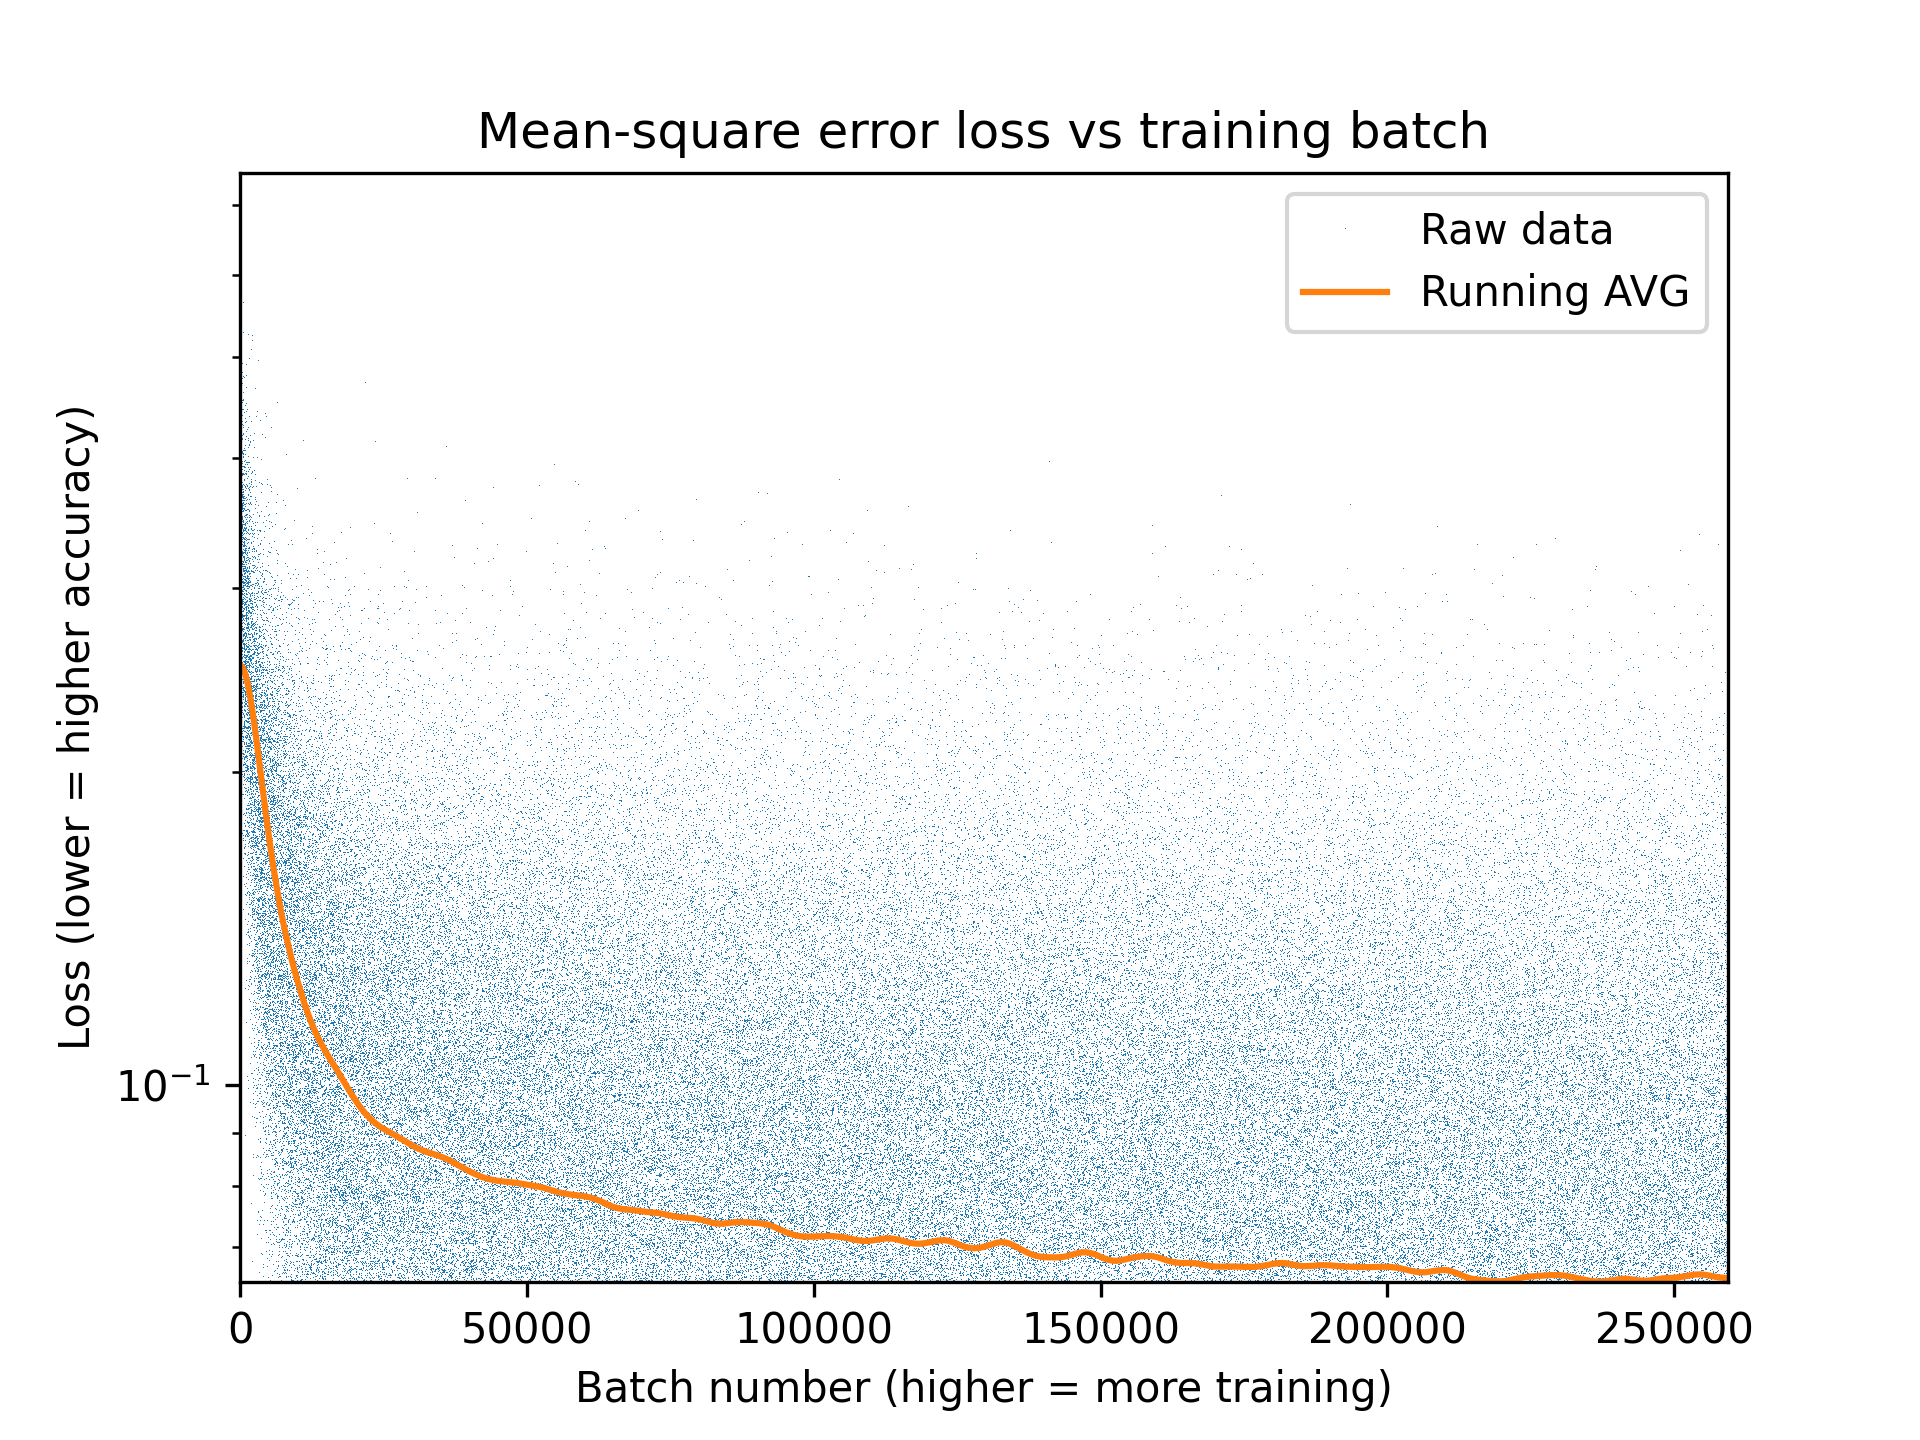 Mean-square error loss vs training batch
Raw data
Running AVG
Loss (lower = higher accuracy)
10⁻¹
0 50000 100000 150000 200000 250000
Batch number (higher = more training)